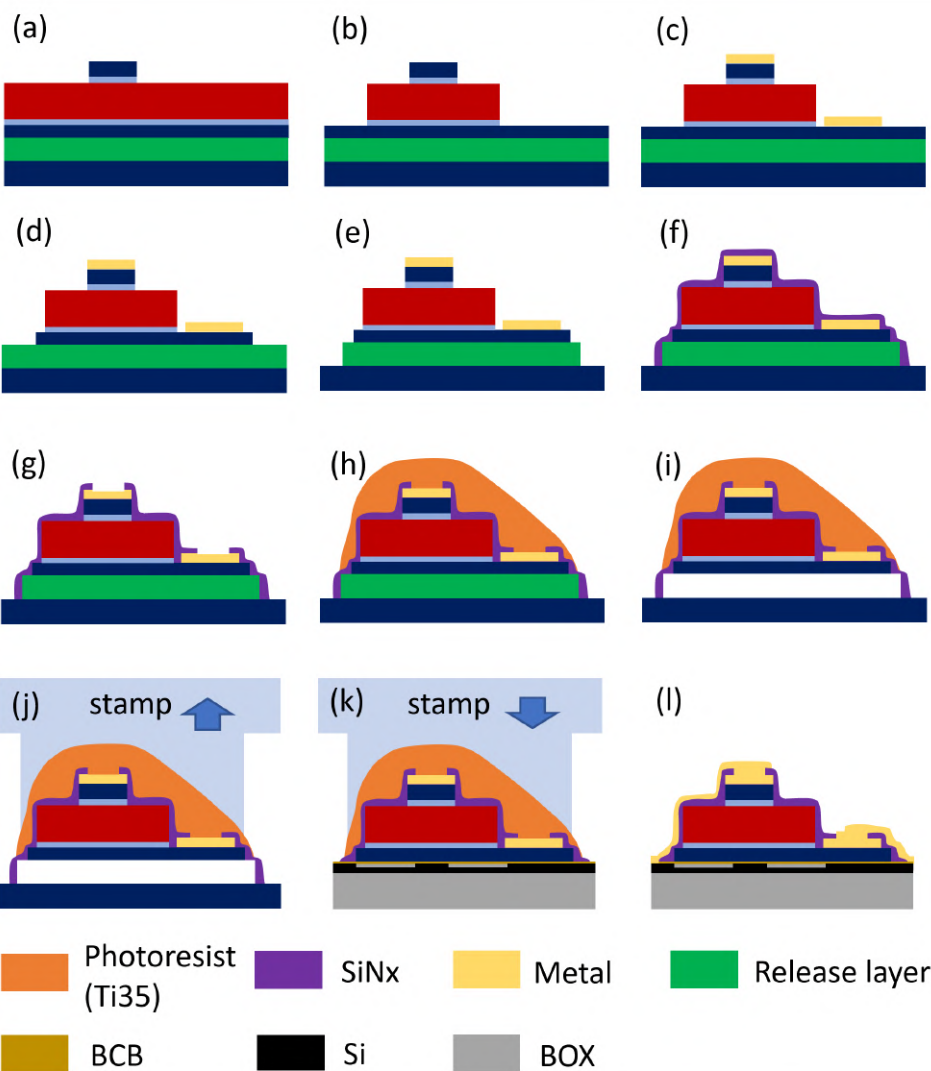 (a)
(b)
(c)
(d)
(e)
(f)
(g)
(h)
(i)
(j)
stamp
(k)
stamp
(l)
Photoresist
(Ti35)
SiNx
Metal
Release layer
BCB
Si
BOX